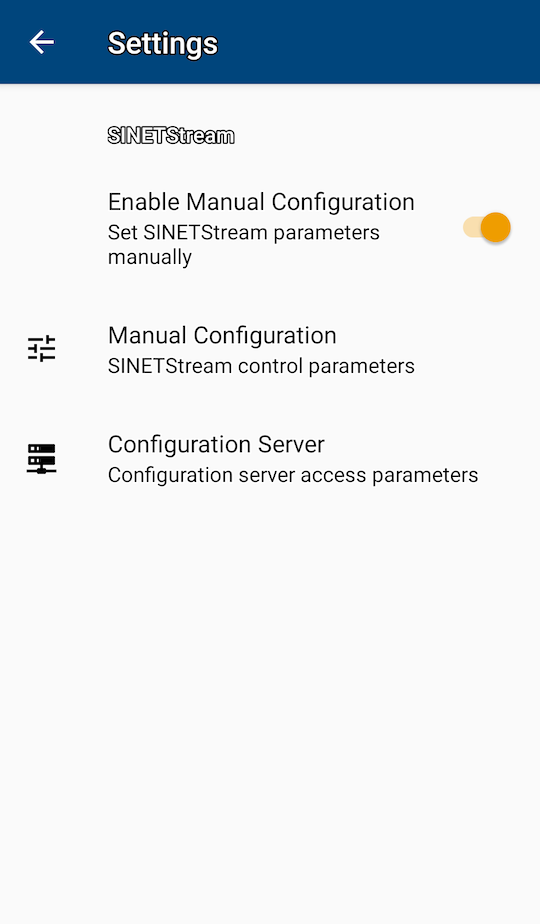 Settings
SINETStream
Enable Manual Configuration
Set SINETStream parameters
manually
Manual Configuration
SINETStream control parameters
Configuration Server
Configuration server access parameters